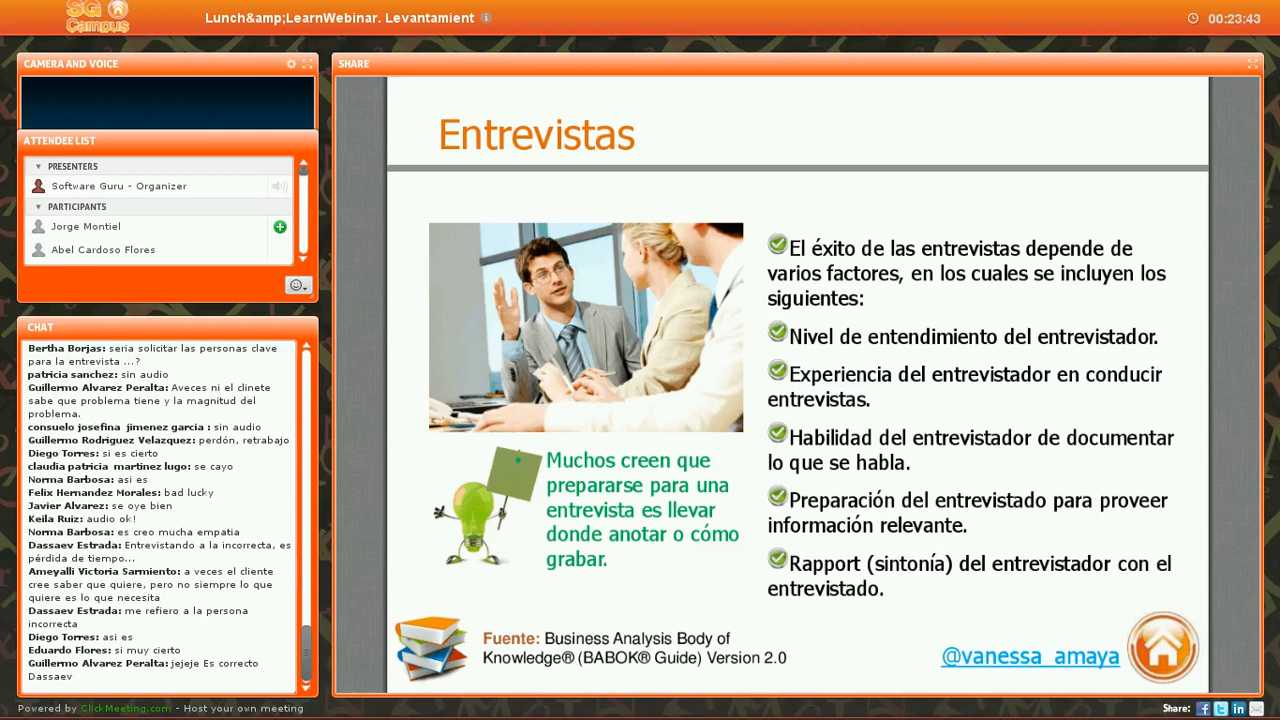 SG
Campus
Lunch&amp;LearnWebinar. Levantamient
00:23:43
CAMERA AND VOICE
ATTENDEE LIST
PRESENTERS
Software Guru - Organizer
PARTICIPANTS
Jorge Montiel
Abel Cardoso Flores
CHAT
Bertha Borjas: seria solicitar las personas clave
para la entrevista ...?
patricia sanchez: sin audio
Guillermo Alvarez Peralta: Aveces ni el clinete
sabe que problema tiene y la magnitud del
problema.
consuelo josefina jimenez garcia : sin audio
Guillermo Rodriguez Velazquez: perdón, retrabajo
Diego Torres: si es cierto
claudia patricia martinez lugo: se cayo
Norma Barbosa: asi es
Felix Hernandez Morales: bad lucky
Javier Alvarez: se oye bien
Keila Ruiz: audio ok!
Norma Barbosa: es creo mucha empatia
Dassaev Estrada: Entrevistando a la incorrecta, es
pérdida de tiempo...
Ameyalli Victoria Sarmiento: a veces el cliente
cree saber que quiere, pero no siempre lo que
quiere es lo que necesita
Dassaev Estrada: me refiero a la persona
incorrecta
Diego Torres: asi es
Eduardo Flores: si muy cierto
Guillermo Alvarez Peralta: jejeje Es correcto
Dassaev
Powered by ClickMeeting.com - Host your own meeting
SHARE
Entrevistas
El éxito de las entrevistas depende de
varios factores, en los cuales se incluyen los
siguientes:
Nivel de entendimiento del entrevistador.
Experiencia del entrevistador en conducir
entrevistas.
Habilidad del entrevistador de documentar
lo que se habla.
Preparación del entrevistado para proveer
información relevante.
Rapport (sintonía) del entrevistador con el
entrevistado.
Muchos creen que
prepararse para una
entrevista es llevar
donde anotar o cómo
grabar.
Fuente: Business Analysis Body of
Knowledge® (BABOK® Guide) Version 2.0
@vanessa_amaya
Share: